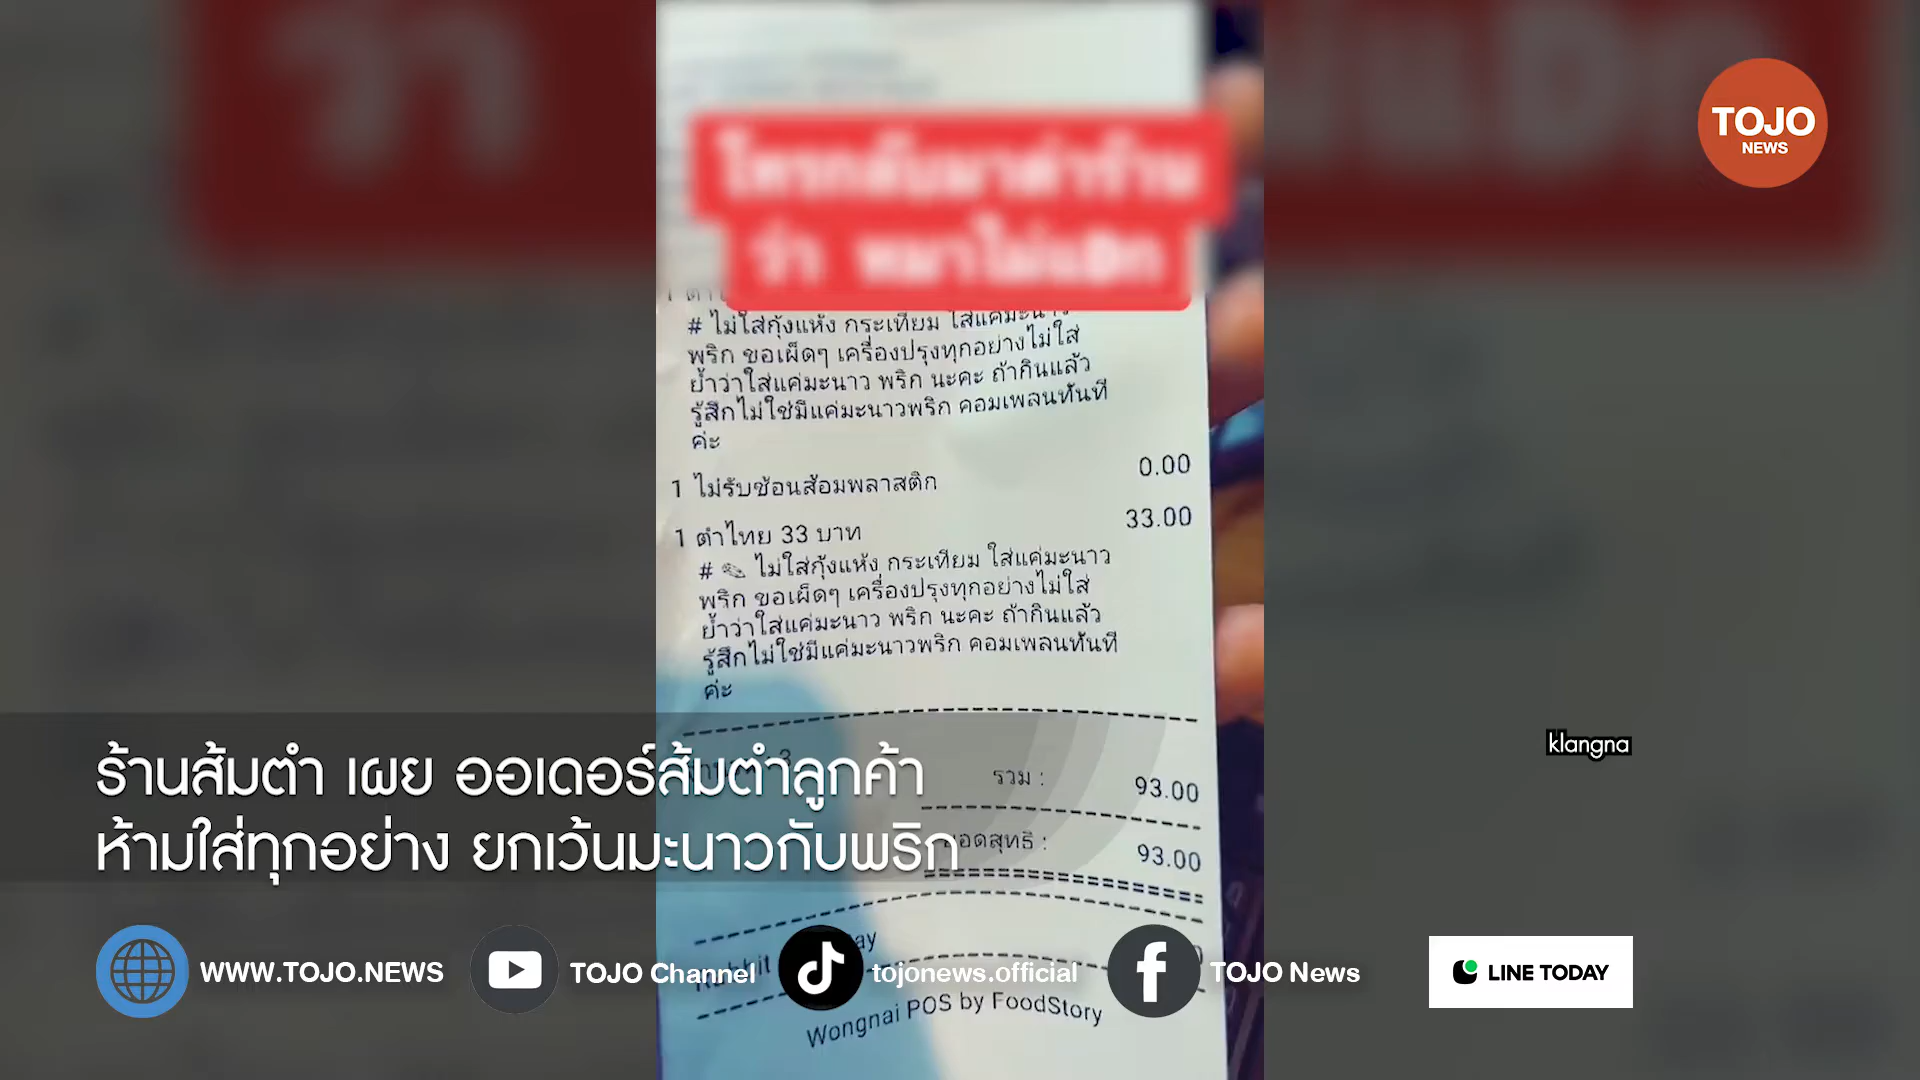 TOJO
NEWS
# ไม่ใส่กุ้งแห้ง กระเทียม ใส่แค่มะนาว
พริก ขอเผ็ดๆ เครื่องปรุงทุกอย่างไม่ใส่
ย้ำว่าใส่แค่มะนาว พริก นะคะ ถ้ากินแล้ว
รู้สึกไม่ใช่มีแค่มะนาวพริก คอมเพลนทันที
ค่ะ
1 ไม่รับช้อนส้อมพลาสติก 0.00
1 ตำไทย 33 บาท 33.00
# ไม่ใส่กุ้งแห้ง กระเทียม ใส่แค่มะนาว
พริก ขอเผ็ดๆ เครื่องปรุงทุกอย่างไม่ใส่
ย้ำว่าใส่แค่มะนาว พริก นะคะ ถ้ากินแล้ว
รู้สึกไม่ใช่มีแค่มะนาวพริก คอมเพลนทันที
ค่ะ
รวม : 93.00
ยอดสุทธิ : 93.00
Wongnai POS by FoodStory
klangna
ร้านส้มตำ เผย ออเดอร์ส้มตำลูกค้า
ห้ามใส่ทุกอย่าง ยกเว้นมะนาวกับพริก
WWW.TOJO.NEWS
TOJO Channel
tojonews.official
TOJO News
LINE TODAY